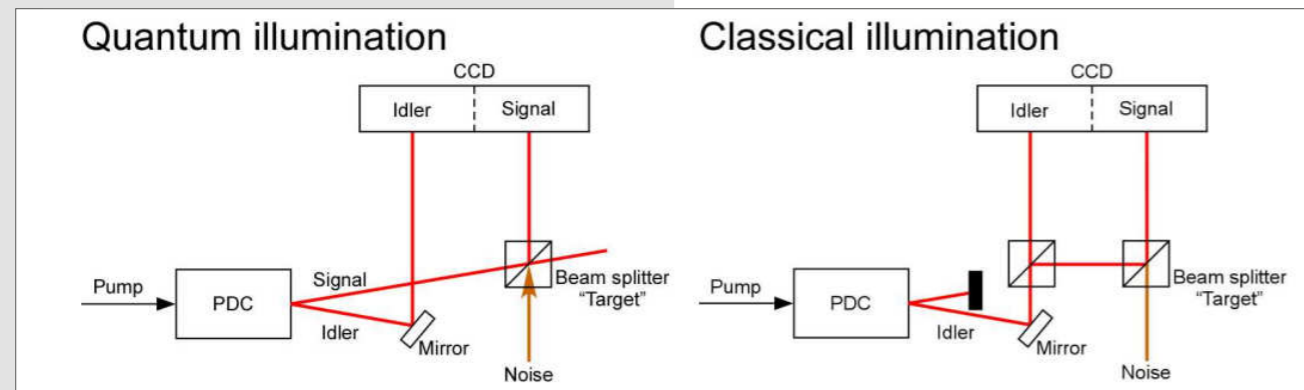 Quantum illumination
CCD
Idler
Signal
Pump
PDC
Signal
Idler
Mirror
Beam splitter
“Target”
Noise
Classical illumination
CCD
Idler
Signal
Pump
PDC
Idler
Mirror
Beam splitter
“Target”
Noise